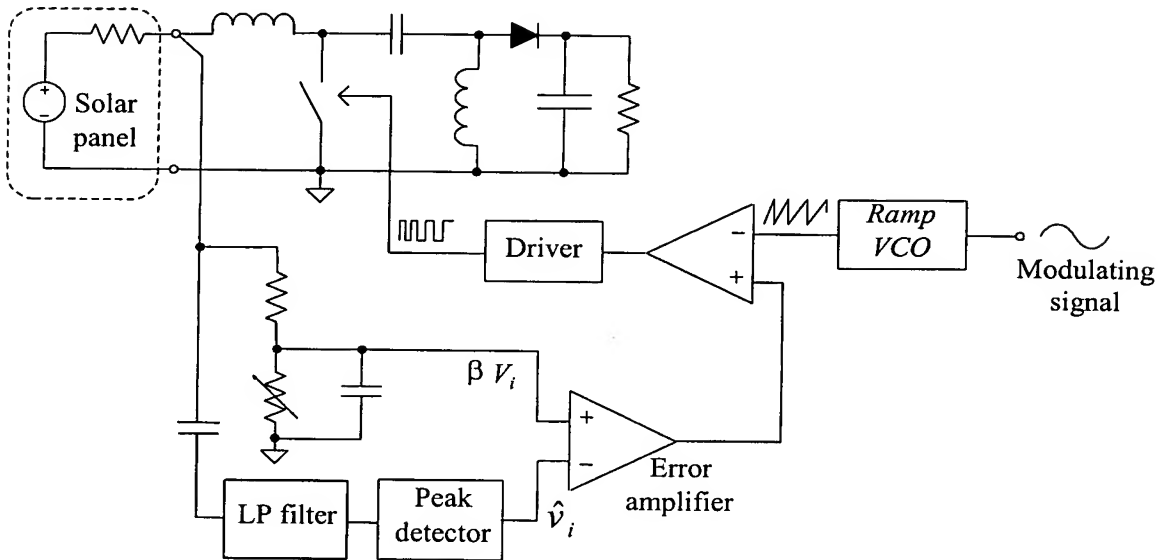 +
−
Solar
panel
Driver
−
+
Ramp
VCO
Modulating
signal
β V_i
+
−
Error
amplifier
LP filter
Peak
detector
v̂_i